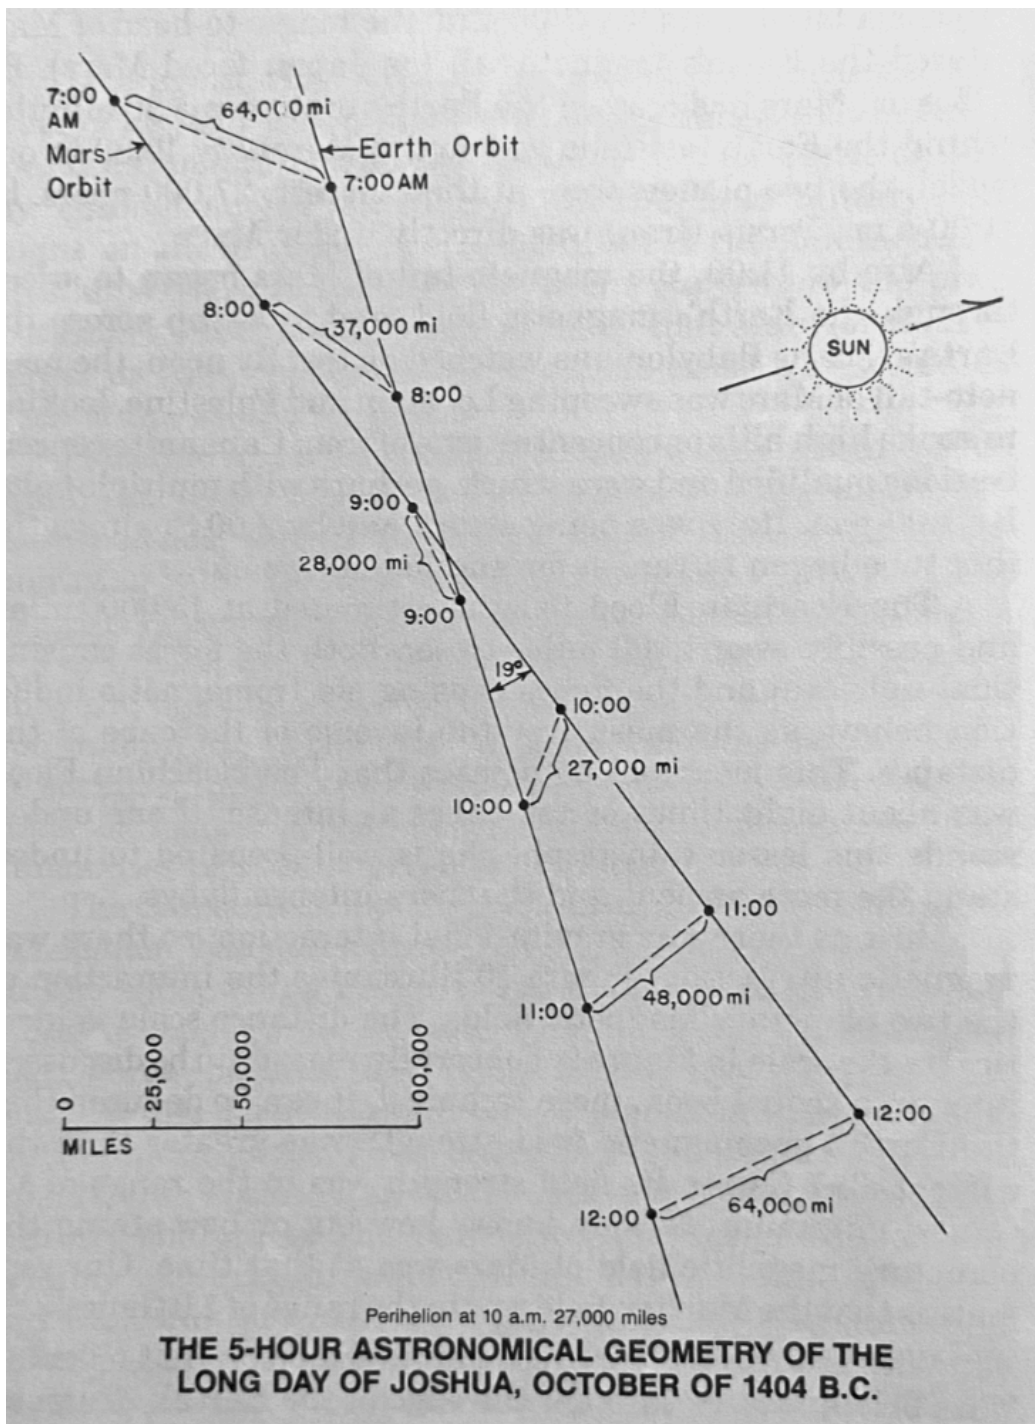 7:00
AM
64,000 mi
Mars
Orbit
Earth Orbit
7:00 AM
8:00
37,000 mi
8:00
SUN
9:00
28,000 mi
9:00
19°
10:00
27,000 mi
10:00
11:00
48,000 mi
11:00
0
25,000
50,000
100,000
MILES
12:00
64,000 mi
12:00
Perihelion at 10 a.m. 27,000 miles
THE 5-HOUR ASTRONOMICAL GEOMETRY OF THE
LONG DAY OF JOSHUA, OCTOBER OF 1404 B.C.